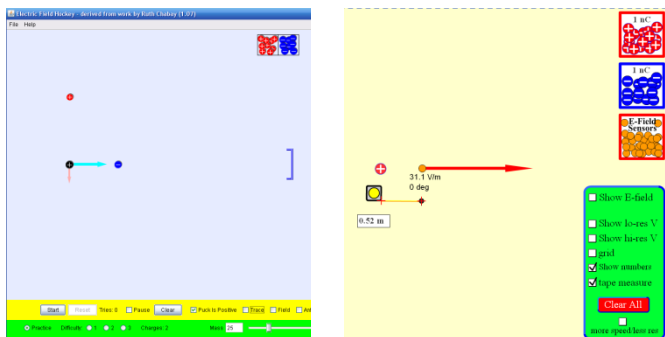 Electric Field Hockey - derived from work by Ruth Chabay (1.07)
File Help
Start Reset Tries: 0 Pause Clear Puck Is Positive Trace Field
Practice Difficulty: 1 2 3 Charges: 2 Mass 25
1 nC
1 nC
E-Field
Sensors
31.1 V/m
0 deg
0.52 m
Show E-field
Show lo-res V
Show hi-res V
grid
Show numbers
tape measure
Clear All
more speed/less res